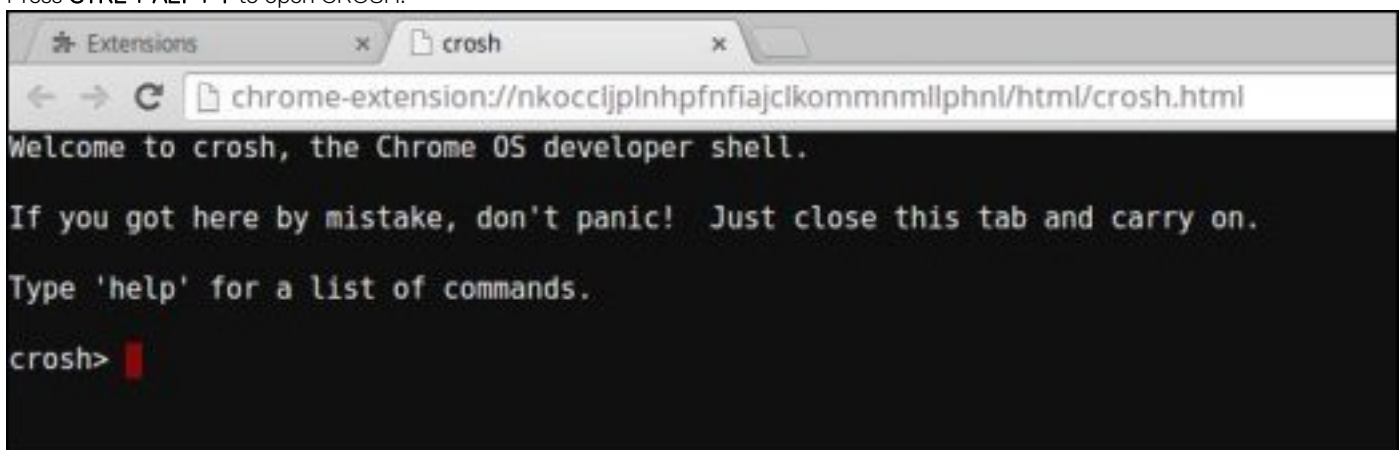 Press CTRL + ALT + T to open CROSH.
Extensions
crosh
chrome-extension://nkoccljplnhpfnfiajclkommnmllphnl/html/crosh.html
Welcome to crosh, the Chrome OS developer shell.
If you got here by mistake, don't panic!  Just close this tab and carry on.
Type 'help' for a list of commands.
crosh>